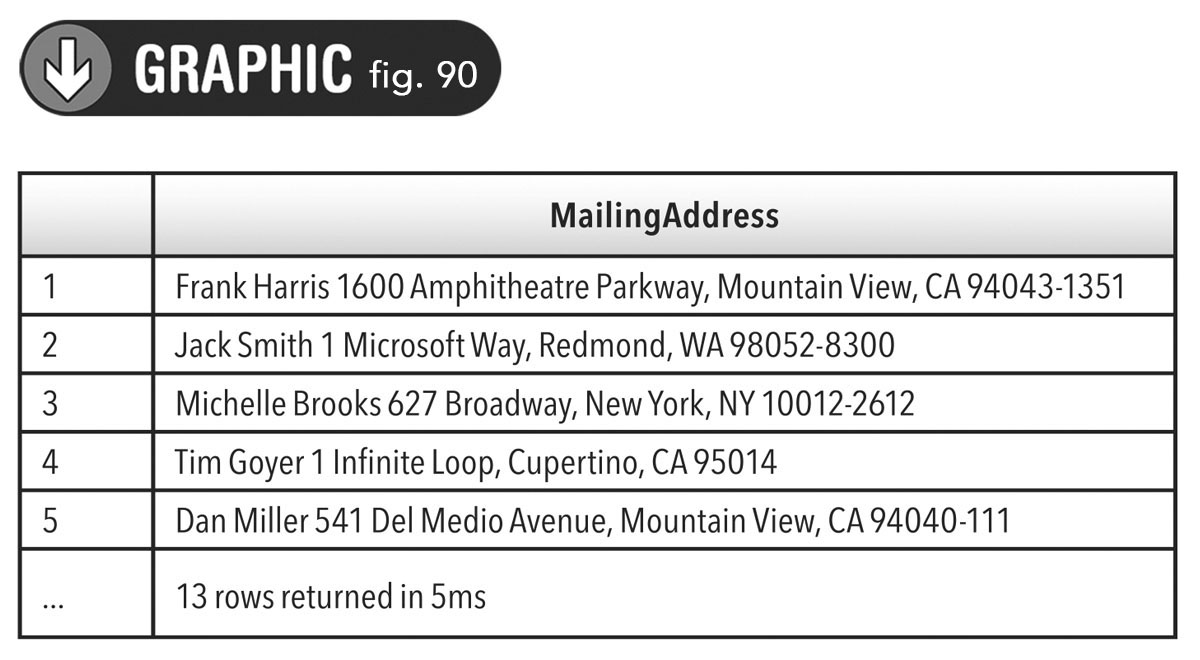 GRAPHIC fig. 90
MailingAddress
1 Frank Harris 1600 Amphitheatre Parkway, Mountain View, CA 94043-1351
2 Jack Smith 1 Microsoft Way, Redmond, WA 98052-8300
3 Michelle Brooks 627 Broadway, New York, NY 10012-2612
4 Tim Goyer 1 Infinite Loop, Cupertino, CA 95014
5 Dan Miller 541 Del Medio Avenue, Mountain View, CA 94040-111
... 13 rows returned in 5ms